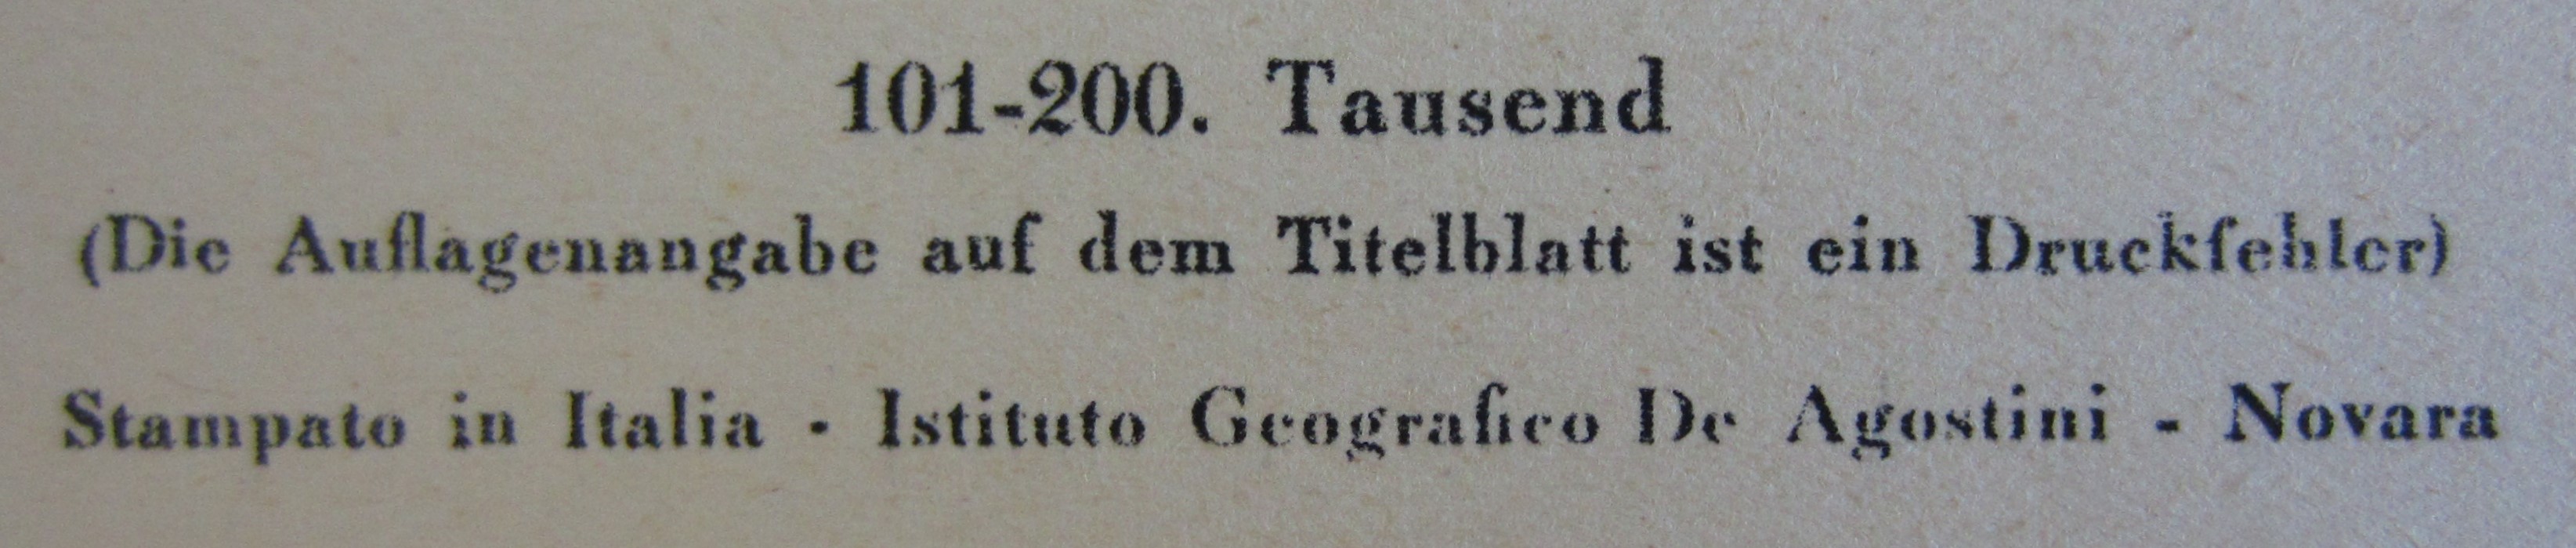 101-200. Tausend
(Die Auflagenangabe auf dem Titelblatt ist ein Druckfehler)
Stampato in Italia - Istituto Geografico De Agostini - Novara